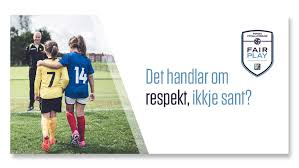 Det handlar om
respekt, ikkje sant?
FAIR
PLAY
7
14